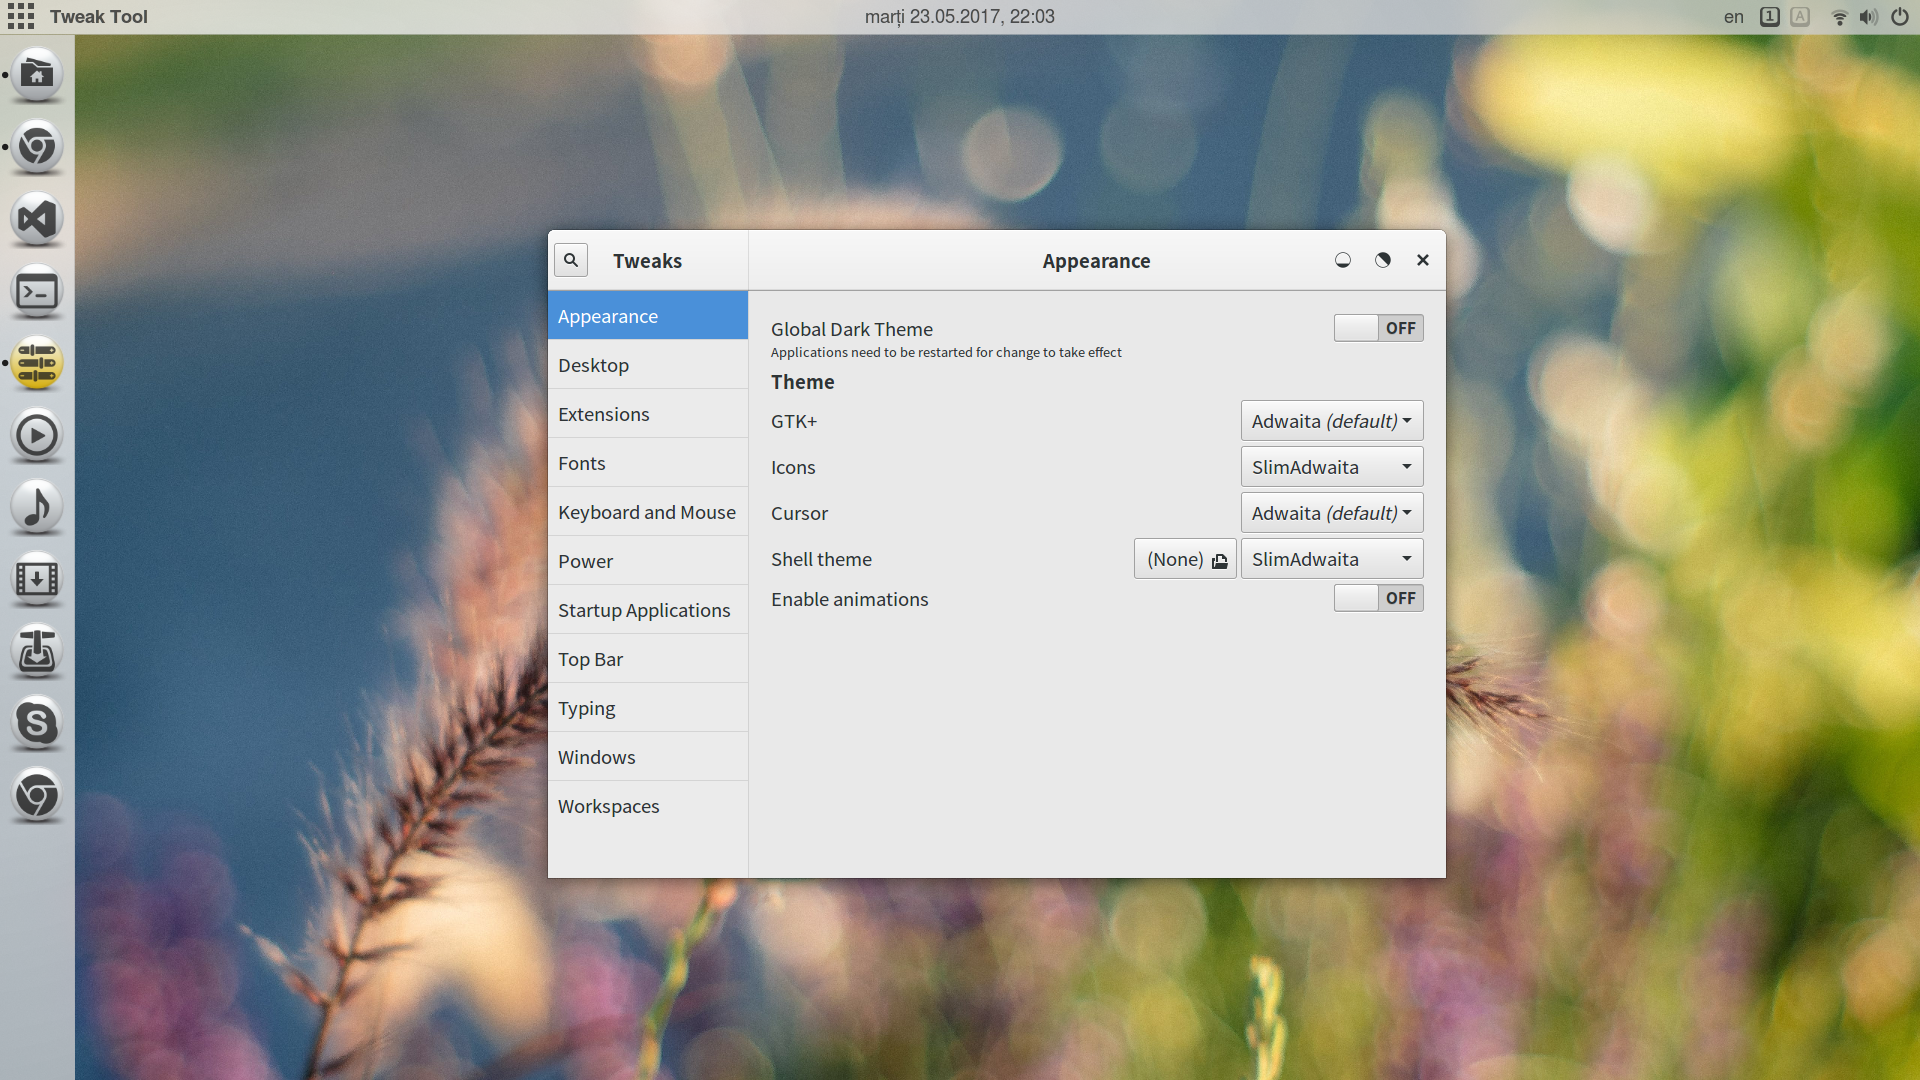 Tweak Tool
marți 23.05.2017, 22:03
en
1
A
Tweaks
Appearance
Appearance
Desktop
Extensions
Fonts
Keyboard and Mouse
Power
Startup Applications
Top Bar
Typing
Windows
Workspaces
Global Dark Theme
OFF
Applications need to be restarted for change to take effect
Theme
GTK+
Adwaita (default)
Icons
SlimAdwaita
Cursor
Adwaita (default)
Shell theme
(None)
SlimAdwaita
Enable animations
OFF